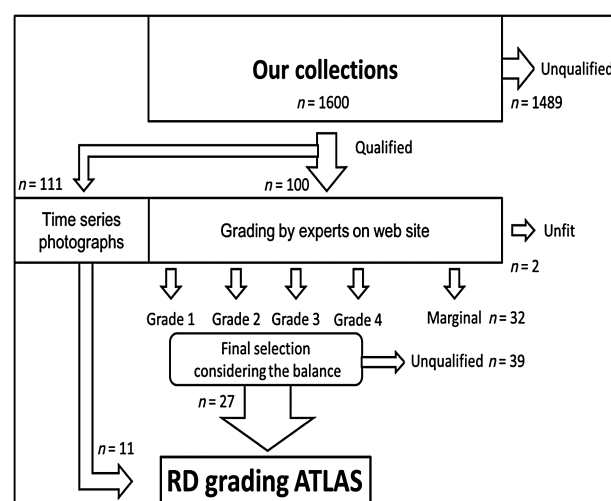 Our collections
n = 1600
Unqualified
n = 1489
Qualified
n = 111
n = 100
Time series
photographs
Grading by experts on web site
Unfit
n = 2
Grade 1 Grade 2 Grade 3 Grade 4 Marginal n = 32
Final selection
considering the balance
Unqualified n = 39
n = 27
n = 11
RD grading ATLAS